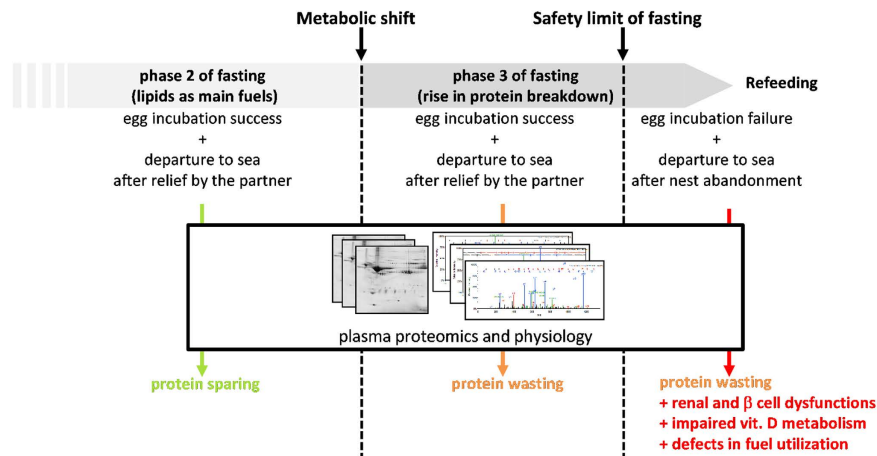 Metabolic shift
Safety limit of fasting
phase 2 of fasting
(lipids as main fuels)
phase 3 of fasting
(rise in protein breakdown)
Refeeding
egg incubation success
+
departure to sea
after relief by the partner
egg incubation success
+
departure to sea
after relief by the partner
egg incubation failure
+
departure to sea
after nest abandonment
plasma proteomics and physiology
protein sparing
protein wasting
protein wasting
+ renal and β cell dysfunctions
+ impaired vit. D metabolism
+ defects in fuel utilization